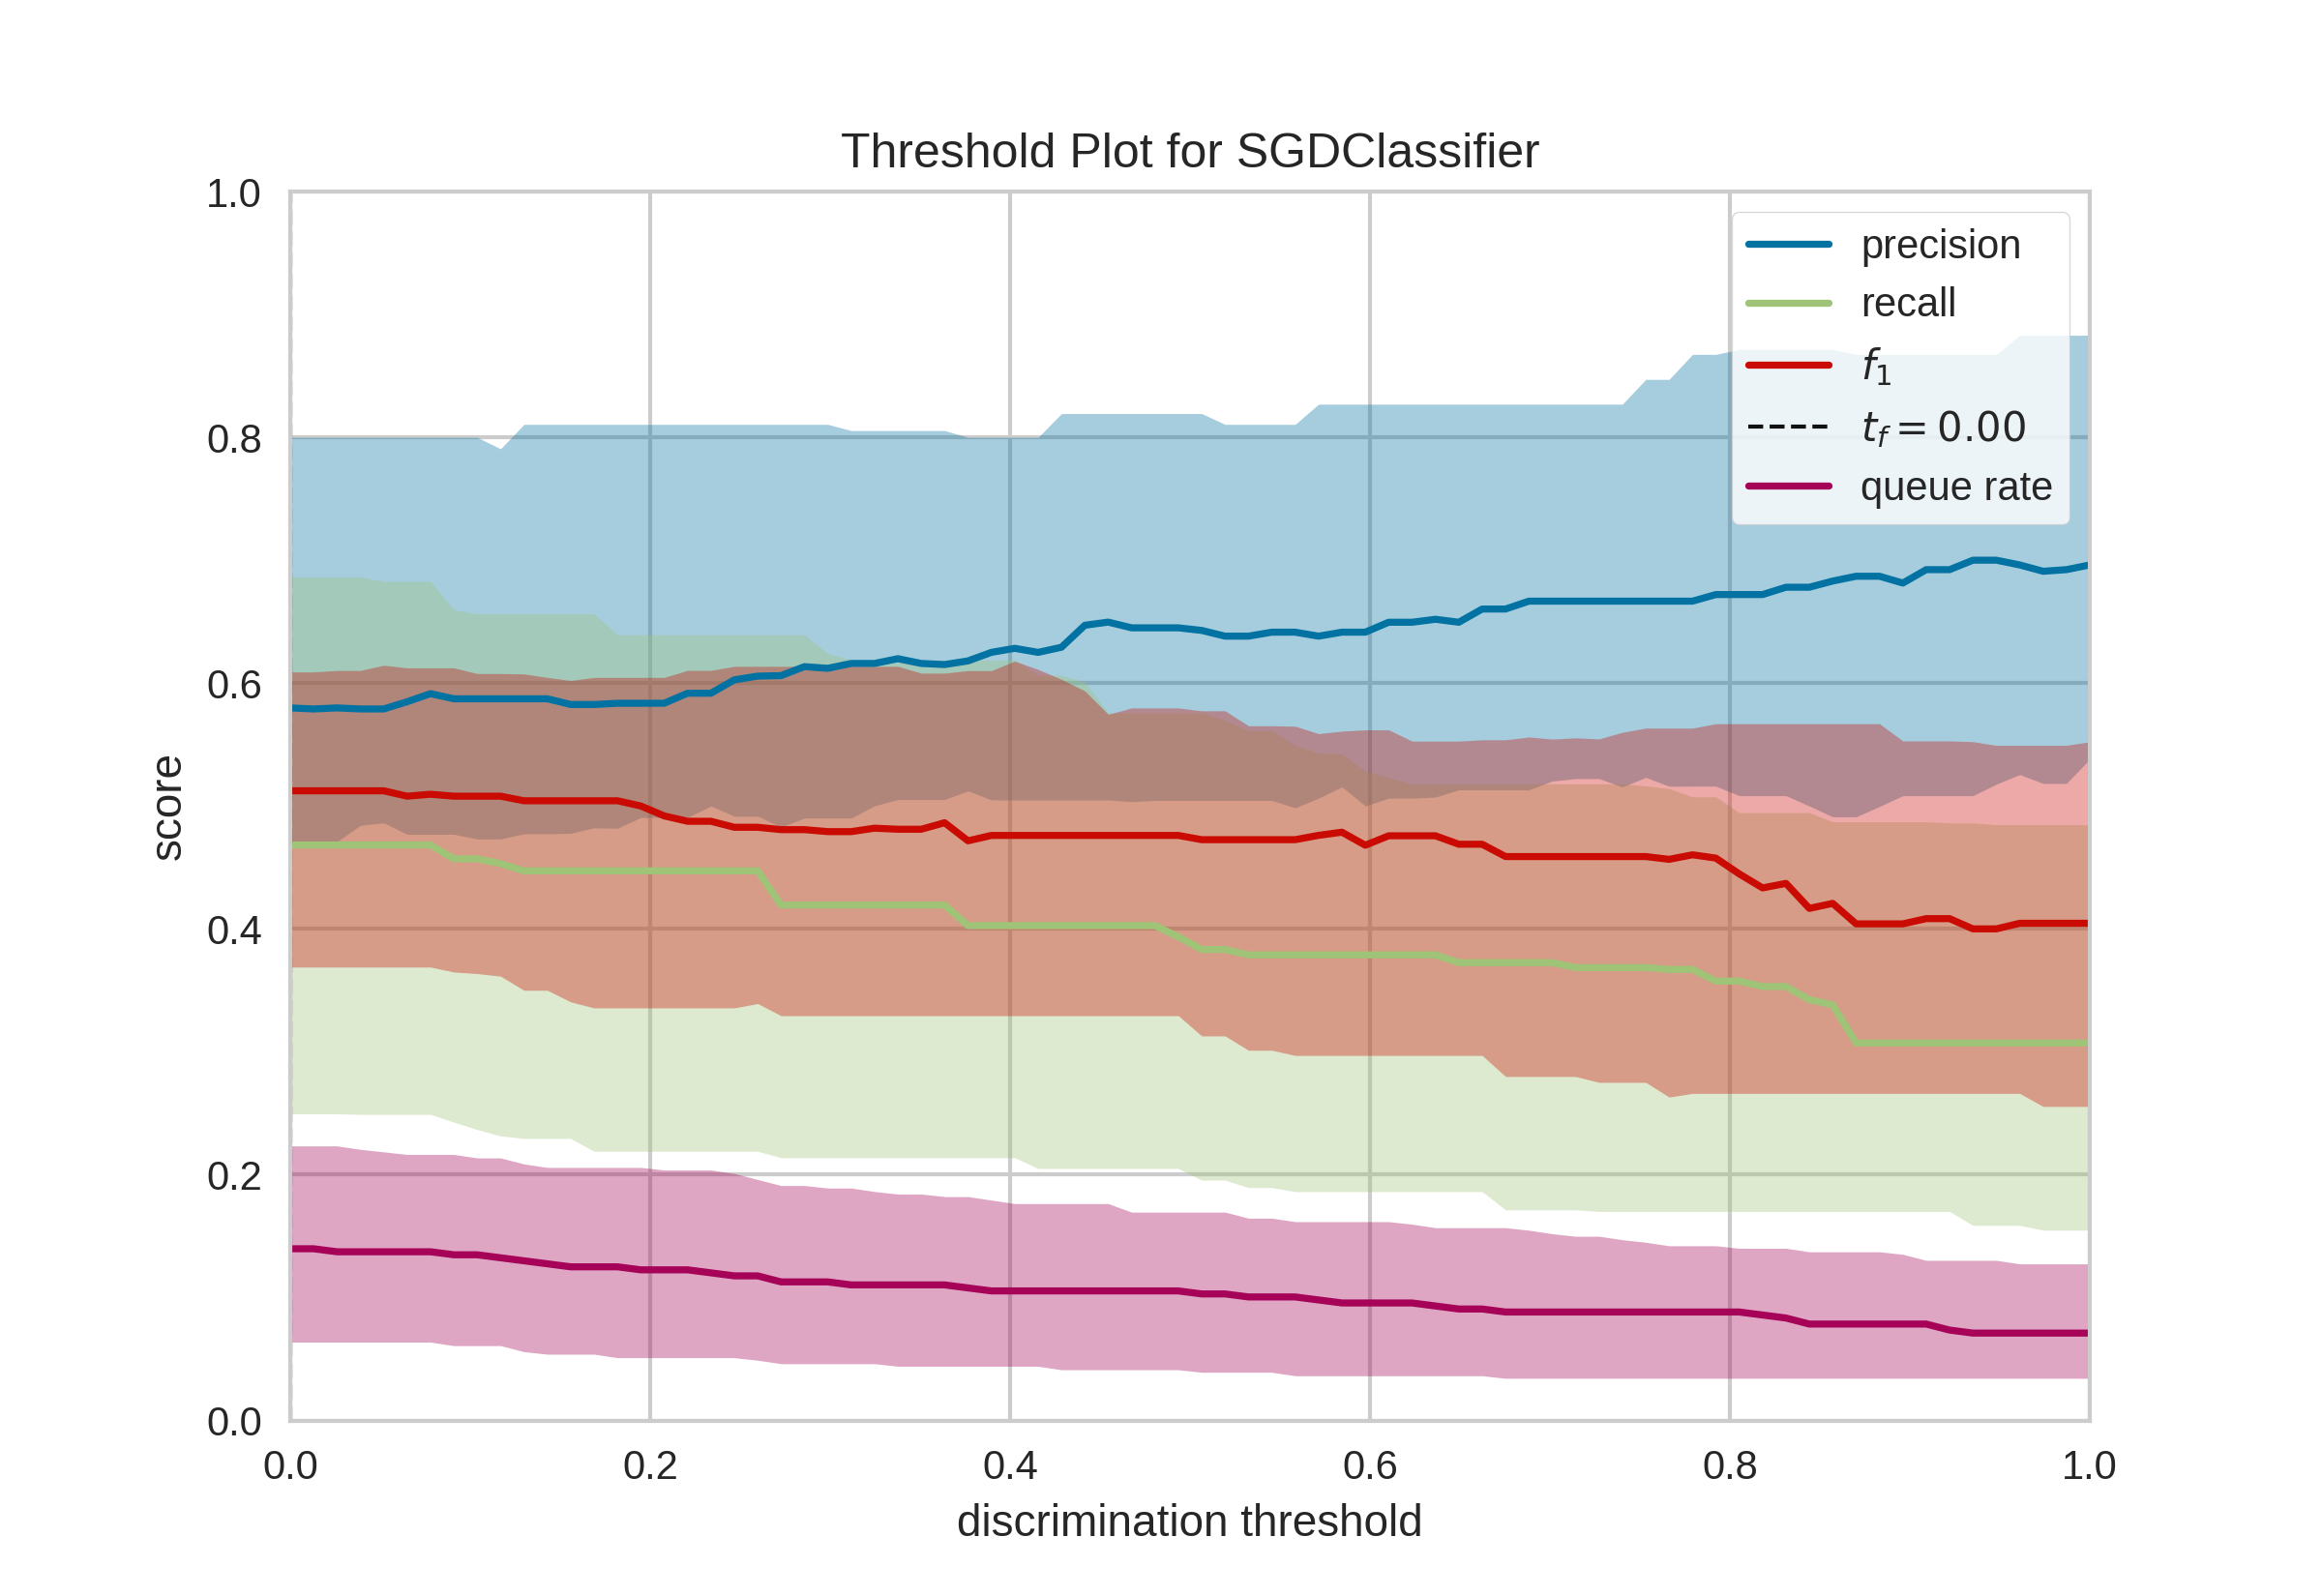 Threshold Plot for SGDClassifier
1.0
0.8
0.6
0.4
0.2
0.0
score
0.0 0.2 0.4 0.6 0.8 1.0
discrimination threshold
precision
recall
f₁
t_f = 0.00
queue rate